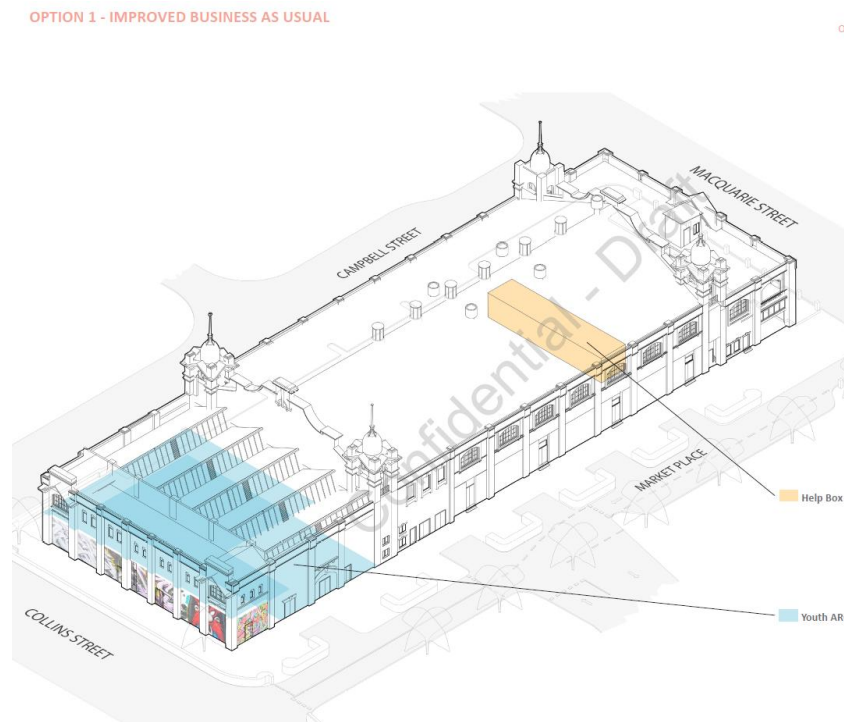 OPTION 1 - IMPROVED BUSINESS AS USUAL
O
MACQUARIE STREET
CAMPBELL STREET
Confidential - Draft
MARKET PLACE
Help Box
Youth AR
COLLINS STREET